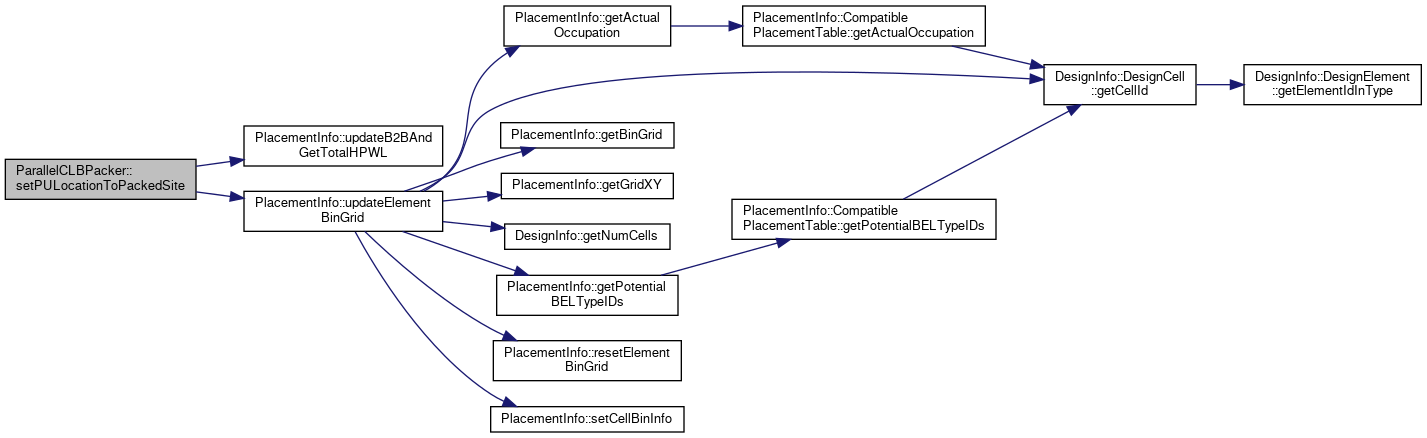 ParallelCLBPacker::
setPULocationToPackedSite
PlacementInfo::updateB2BAnd
GetTotalHPWL
PlacementInfo::updateElement
BinGrid
PlacementInfo::getActual
Occupation
PlacementInfo::getBinGrid
PlacementInfo::getGridXY
DesignInfo::getNumCells
PlacementInfo::getPotential
BELTypeIDs
PlacementInfo::resetElement
BinGrid
PlacementInfo::setCellBinInfo
PlacementInfo::Compatible
PlacementTable::getActualOccupation
PlacementInfo::Compatible
PlacementTable::getPotentialBELTypeIDs
DesignInfo::DesignCell
::getCellId
DesignInfo::DesignElement
::getElementIdInType